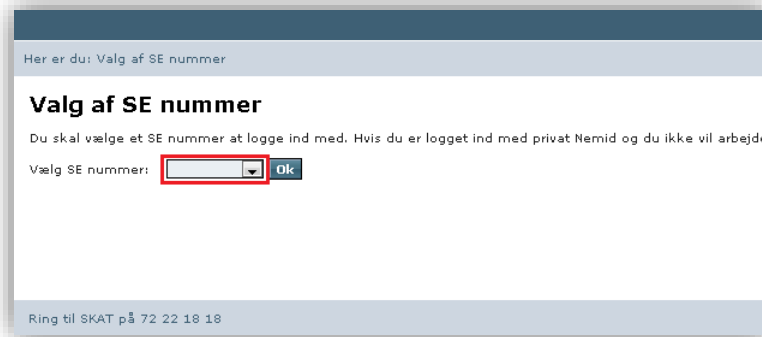 Her er du: Valg af SE nummer
Valg af SE nummer
Du skal vælge et SE nummer at logge ind med. Hvis du er logget ind med privat Nemid og du ikke vil arbejde
Vælg SE nummer:
Ok
Ring til SKAT på 72 22 18 18